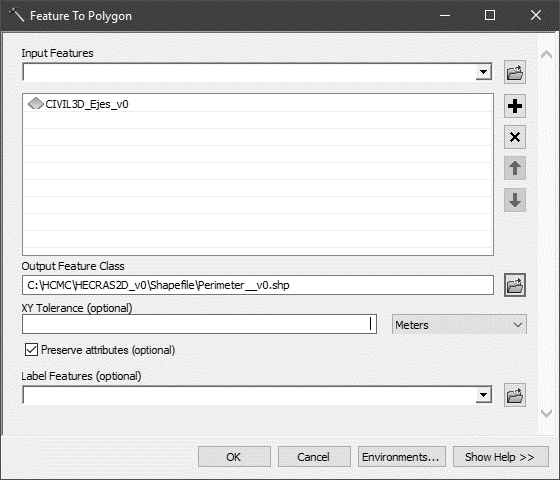 Feature To Polygon
Input Features
CIVIL3D_Ejes_v0
Output Feature Class
C:\HCMC\HECRAS2D_v0\Shapefile\Perimeter__v0.shp
XY Tolerance (optional)
Meters
Preserve attributes (optional)
Label Features (optional)
OK Cancel Environments... Show Help >>